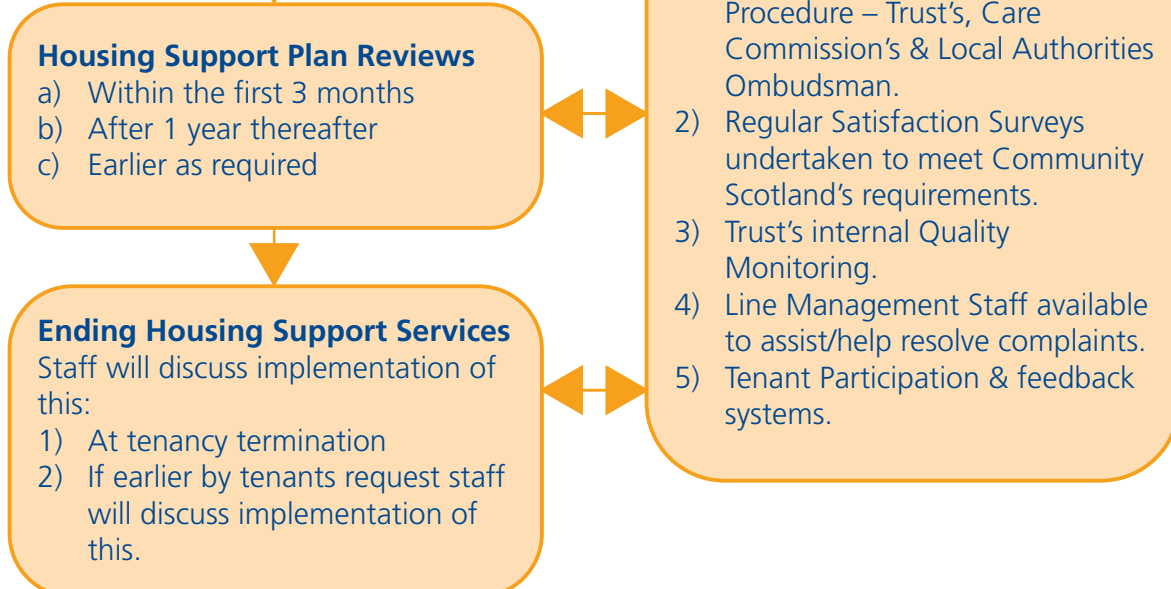 Housing Support Plan Reviews
a) Within the first 3 months
b) After 1 year thereafter
c) Earlier as required
Ending Housing Support Services
Staff will discuss implementation of
this:
1) At tenancy termination
2) If earlier by tenants request staff
will discuss implementation of
this.
Procedure – Trust’s, Care
Commission’s & Local Authorities
Ombudsman.
2) Regular Satisfaction Surveys
undertaken to meet Community
Scotland’s requirements.
3) Trust’s internal Quality
Monitoring.
4) Line Management Staff available
to assist/help resolve complaints.
5) Tenant Participation & feedback
systems.